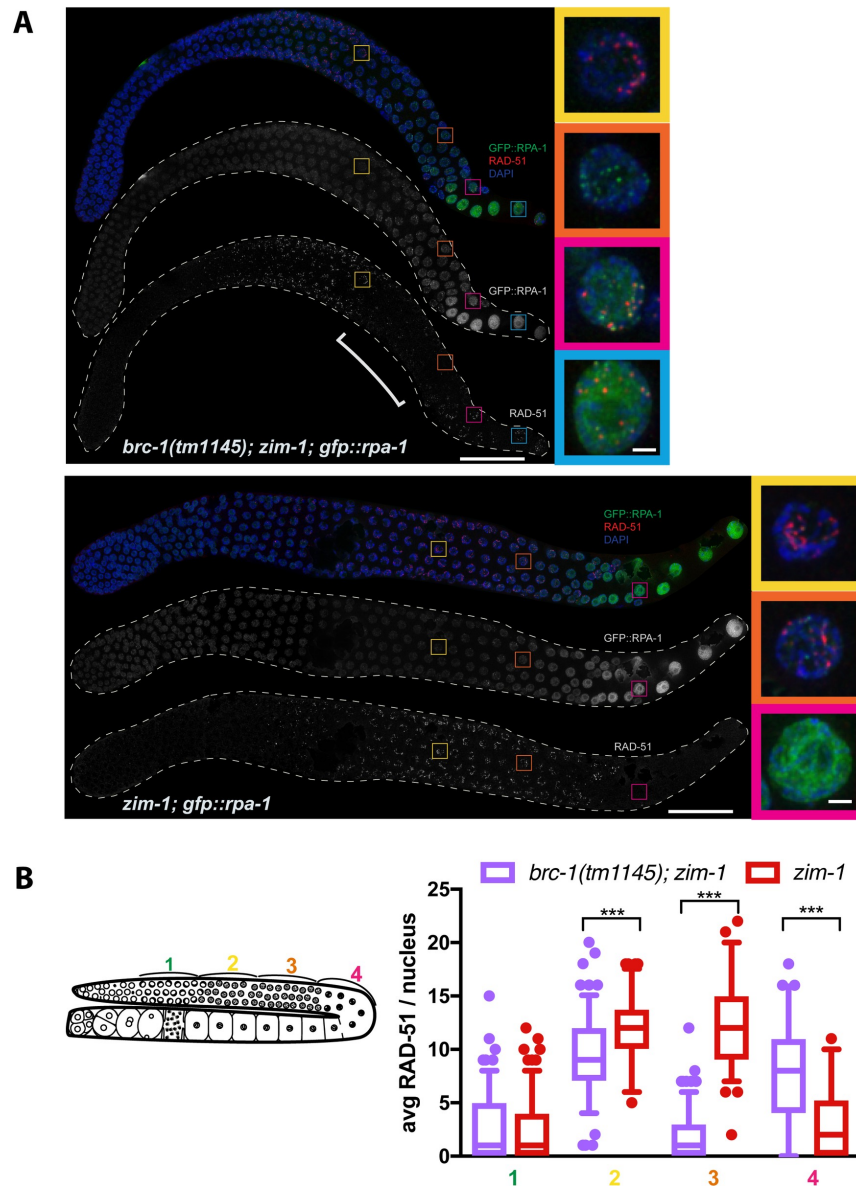 A
GFP::RPA-1
RAD-51
DAPI
GFP::RPA-1
RAD-51
brc-1(tm1145); zim-1; gfp::rpa-1
GFP::RPA-1
RAD-51
DAPI
GFP::RPA-1
RAD-51
zim-1; gfp::rpa-1
B
1 2 3 4
brc-1(tm1145); zim-1 zim-1
avg RAD-51 / nucleus
25
20
15
10
5
0
*** *** ***
1 2 3 4